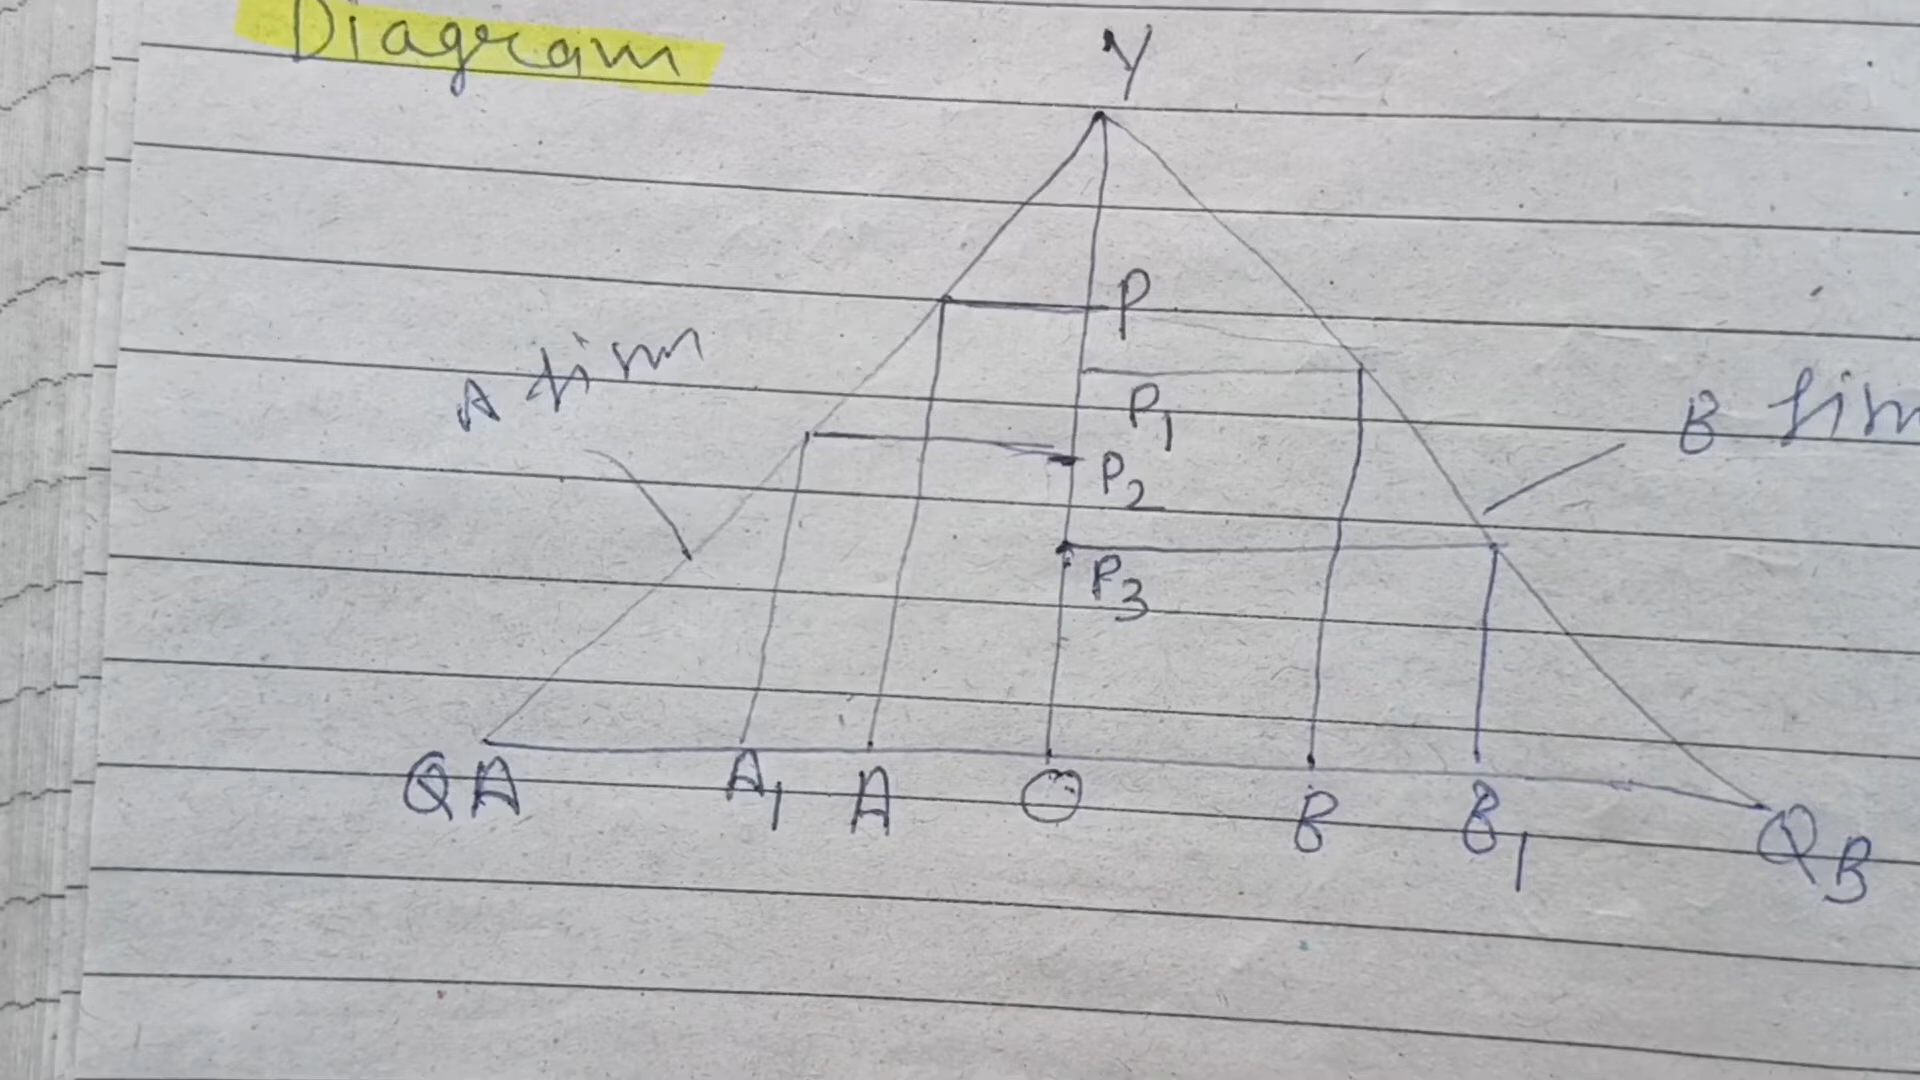 Diagram
Y
P
A firm
P1
B firm
P2
P3
QA A1 A O B B1 QB